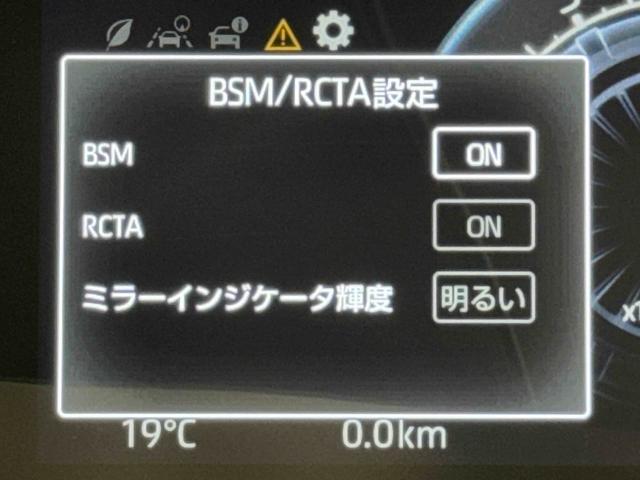 BSM/RCTA設定
BSM ON
RCTA ON
ミラーインジケータ輝度 明るい
19℃ 0.0km